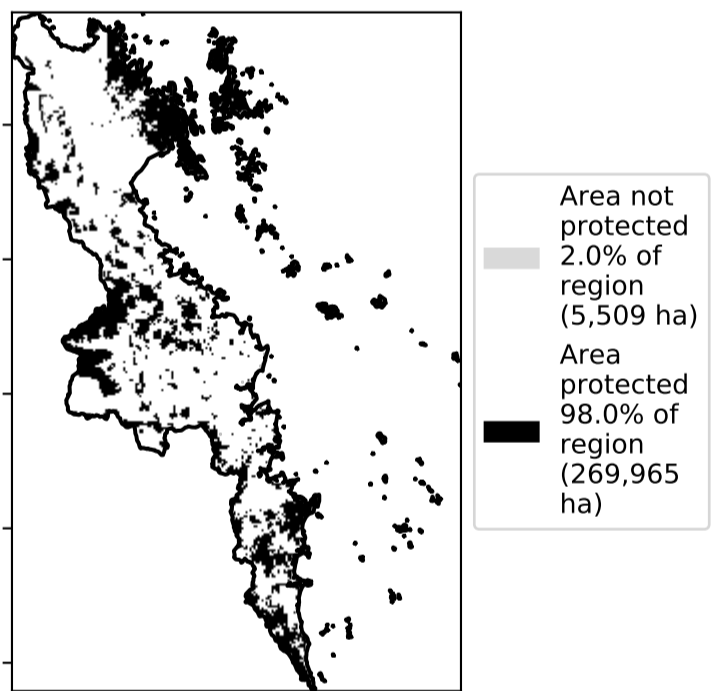 Area not
protected
2.0% of
region
(5,509 ha)
Area
protected
98.0% of
region
(269,965
ha)